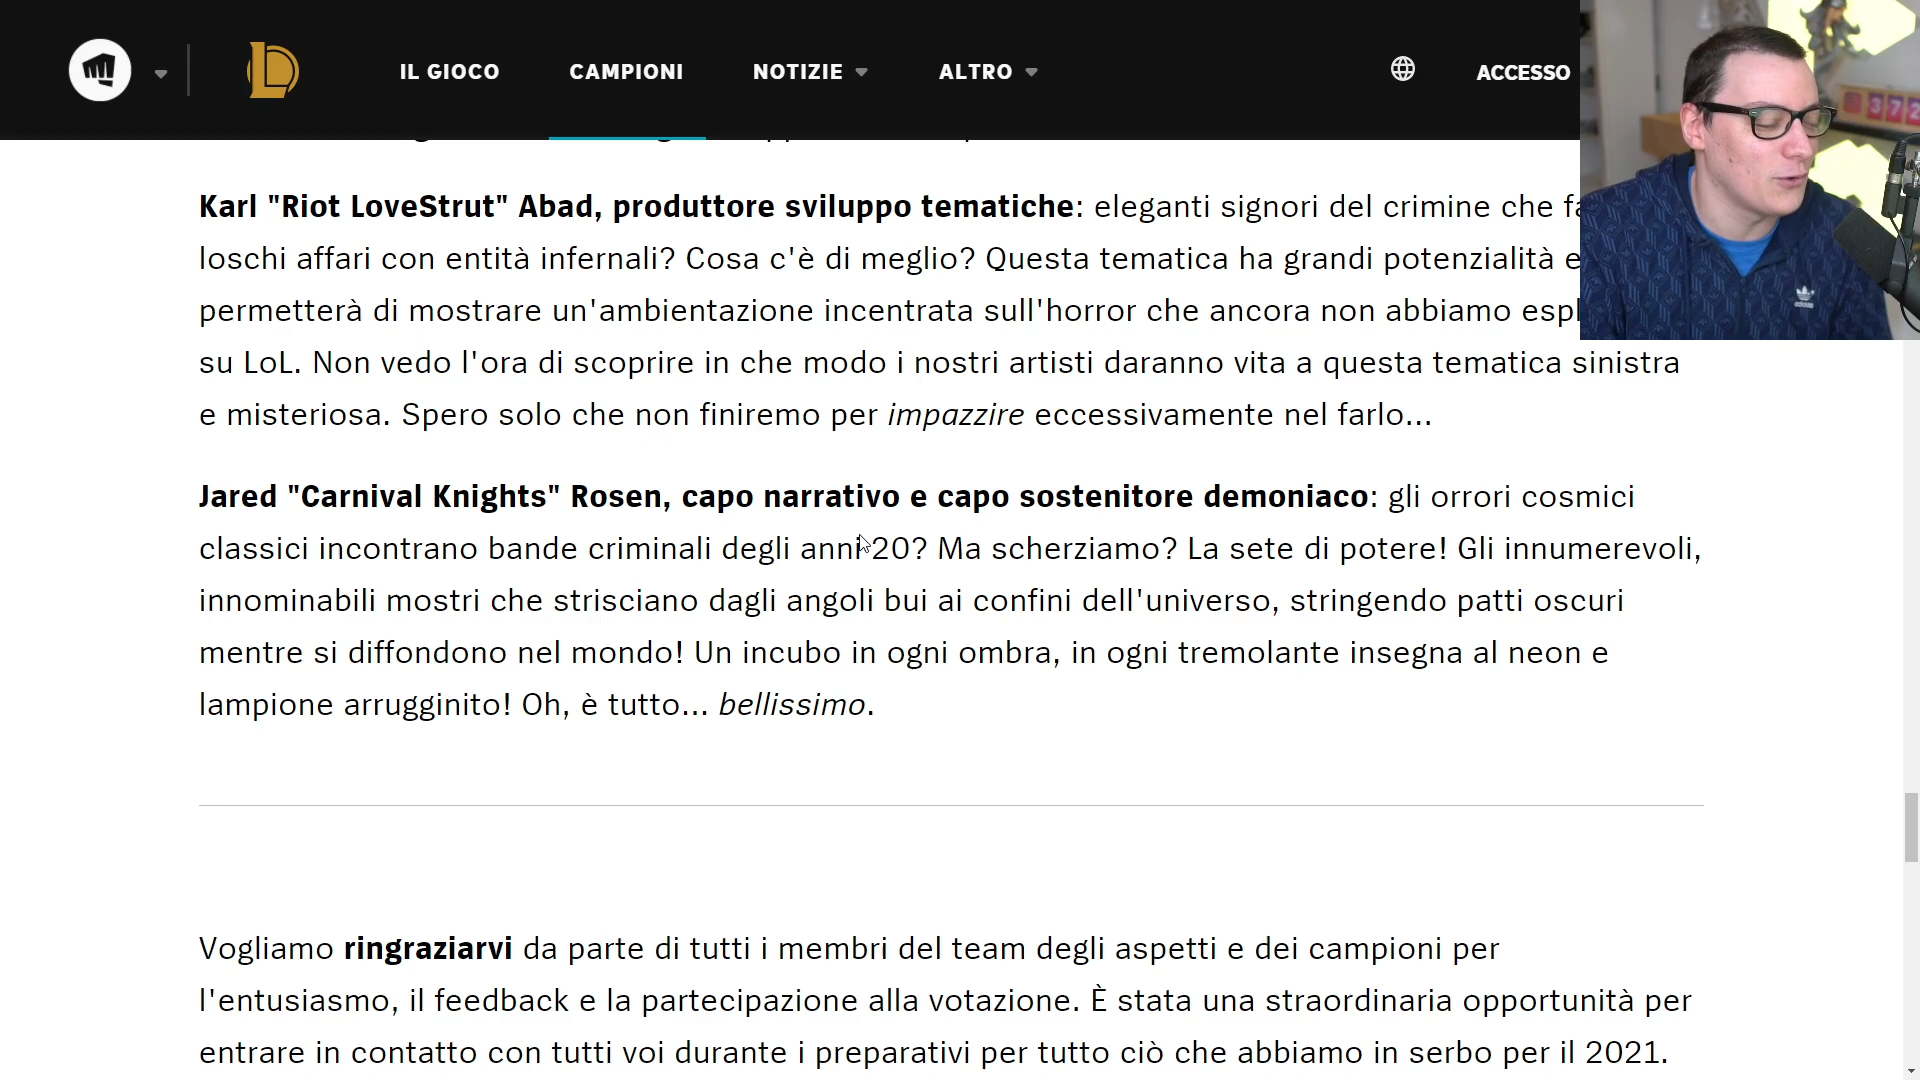 IL GIOCO CAMPIONI NOTIZIE ALTRO ACCESSO
372
Karl "Riot LoveStrut" Abad, produttore sviluppo tematiche: eleganti signori del crimine che
loschi affari con entità infernali? Cosa c'è di meglio? Questa tematica ha grandi potenzialità e
permetterà di mostrare un'ambientazione incentrata sull'horror che ancora non abbiamo
su LoL. Non vedo l'ora di scoprire in che modo i nostri artisti daranno vita a questa tematica sinistra
e misteriosa. Spero solo che non finiremo per impazzire eccessivamente nel farlo...
adidas
Jared "Carnival Knights" Rosen, capo narrativo e capo sostenitore demoniaco: gli orrori cosmici
classici incontrano bande criminali degli anni 20? Ma scherziamo? La sete di potere! Gli innumerevoli,
innominabili mostri che strisciano dagli angoli bui ai confini dell'universo, stringendo patti oscuri
mentre si diffondono nel mondo! Un incubo in ogni ombra, in ogni tremolante insegna al neon e
lampione arrugginito! Oh, è tutto... bellissimo.
Vogliamo ringraziarvi da parte di tutti i membri del team degli aspetti e dei campioni per
l'entusiasmo, il feedback e la partecipazione alla votazione. È stata una straordinaria opportunità per
entrare in contatto con tutti voi durante i preparativi per tutto ciò che abbiamo in serbo per il 2021.